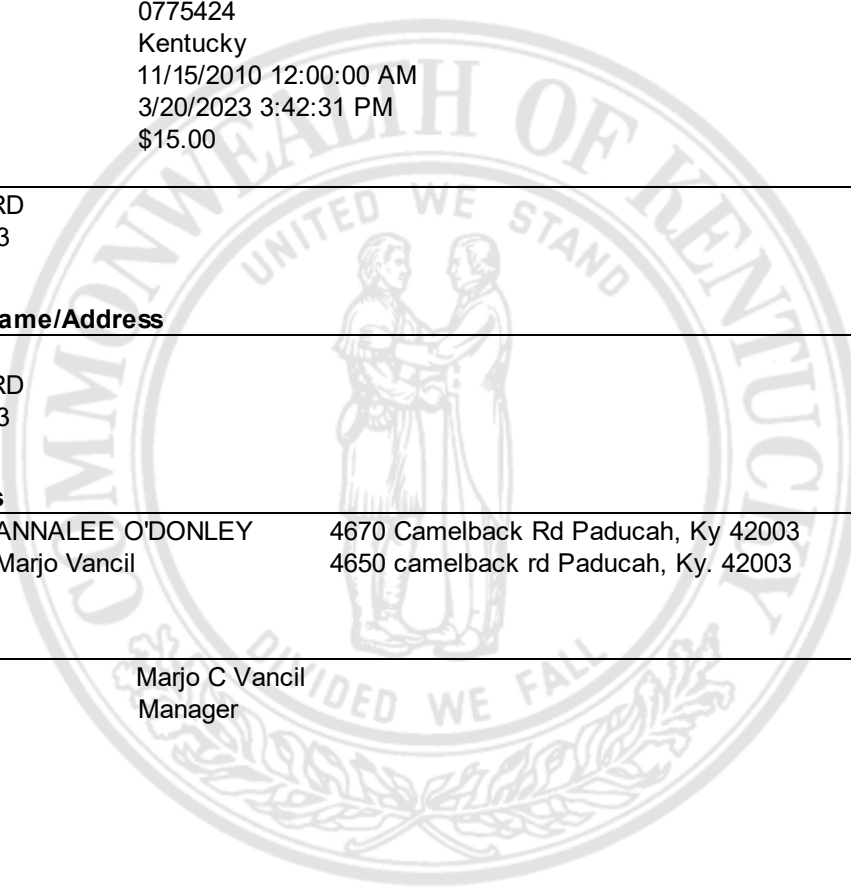 0775424
Kentucky
11/15/2010 12:00:00 AM
3/20/2023 3:42:31 PM
$15.00
RD
3
ame/Address
RD
3
s
ANNALEE O'DONLEY 4670 Camelback Rd Paducah, Ky 42003
Marjo Vancil 4650 camelback rd Paducah, Ky. 42003
Marjo C Vancil
Manager
COMMONWEALTH OF KENTUCKY
UNITED WE STAND
DIVIDED WE FALL